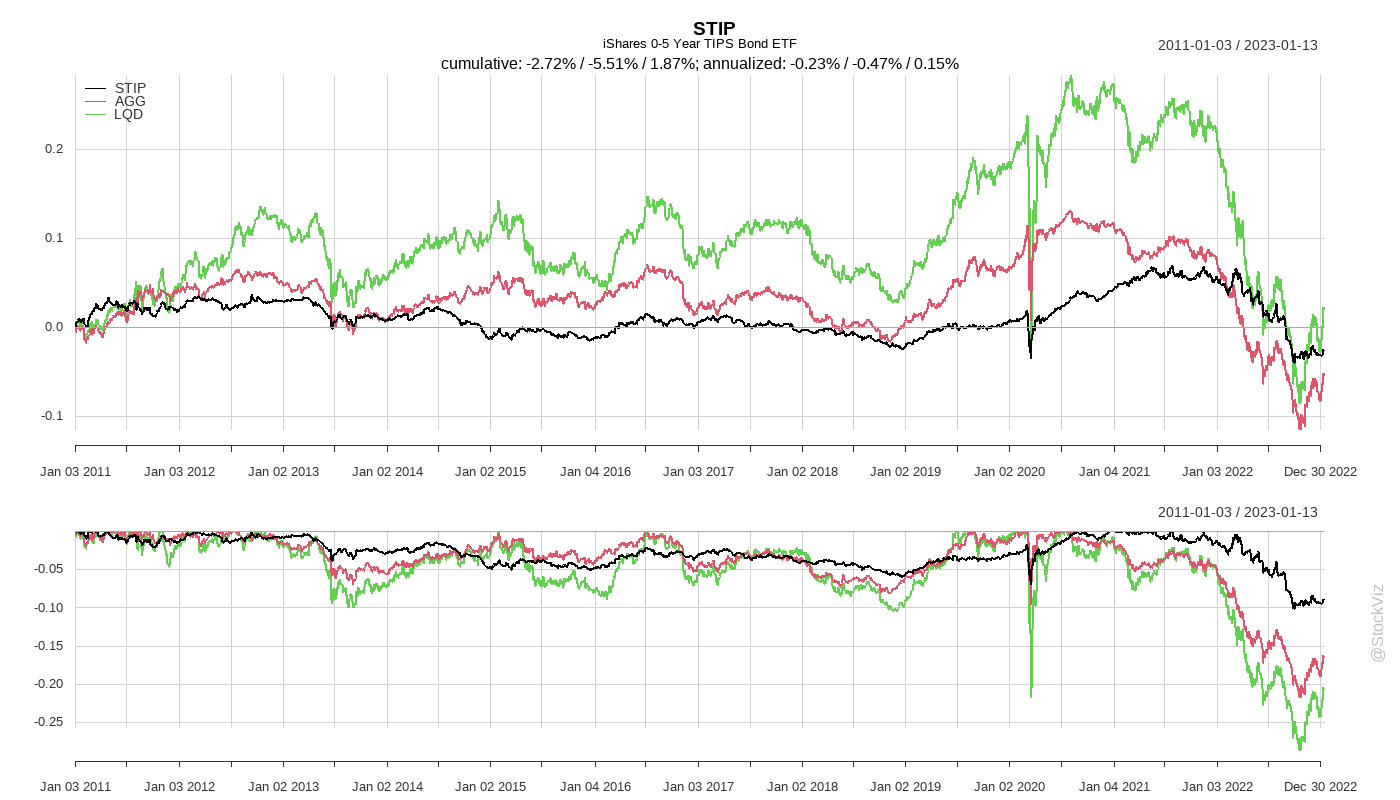 STIP
iShares 0-5 Year TIPS Bond ETF
2011-01-03 / 2023-01-13
cumulative: -2.72% / -5.51% / 1.87%; annualized: -0.23% / -0.47% / 0.15%
STIP
AGG
LQD
0.2
0.1
0.0
-0.1
Jan 03 2011 Jan 03 2012 Jan 02 2013 Jan 02 2014 Jan 02 2015 Jan 04 2016 Jan 03 2017 Jan 02 2018 Jan 02 2019 Jan 02 2020 Jan 04 2021 Jan 03 2022 Dec 30 2022
2011-01-03 / 2023-01-13
-0.05
-0.10
-0.15
-0.20
-0.25
Jan 03 2011 Jan 03 2012 Jan 02 2013 Jan 02 2014 Jan 02 2015 Jan 04 2016 Jan 03 2017 Jan 02 2018 Jan 02 2019 Jan 02 2020 Jan 04 2021 Jan 03 2022 Dec 30 2022
@StockViz